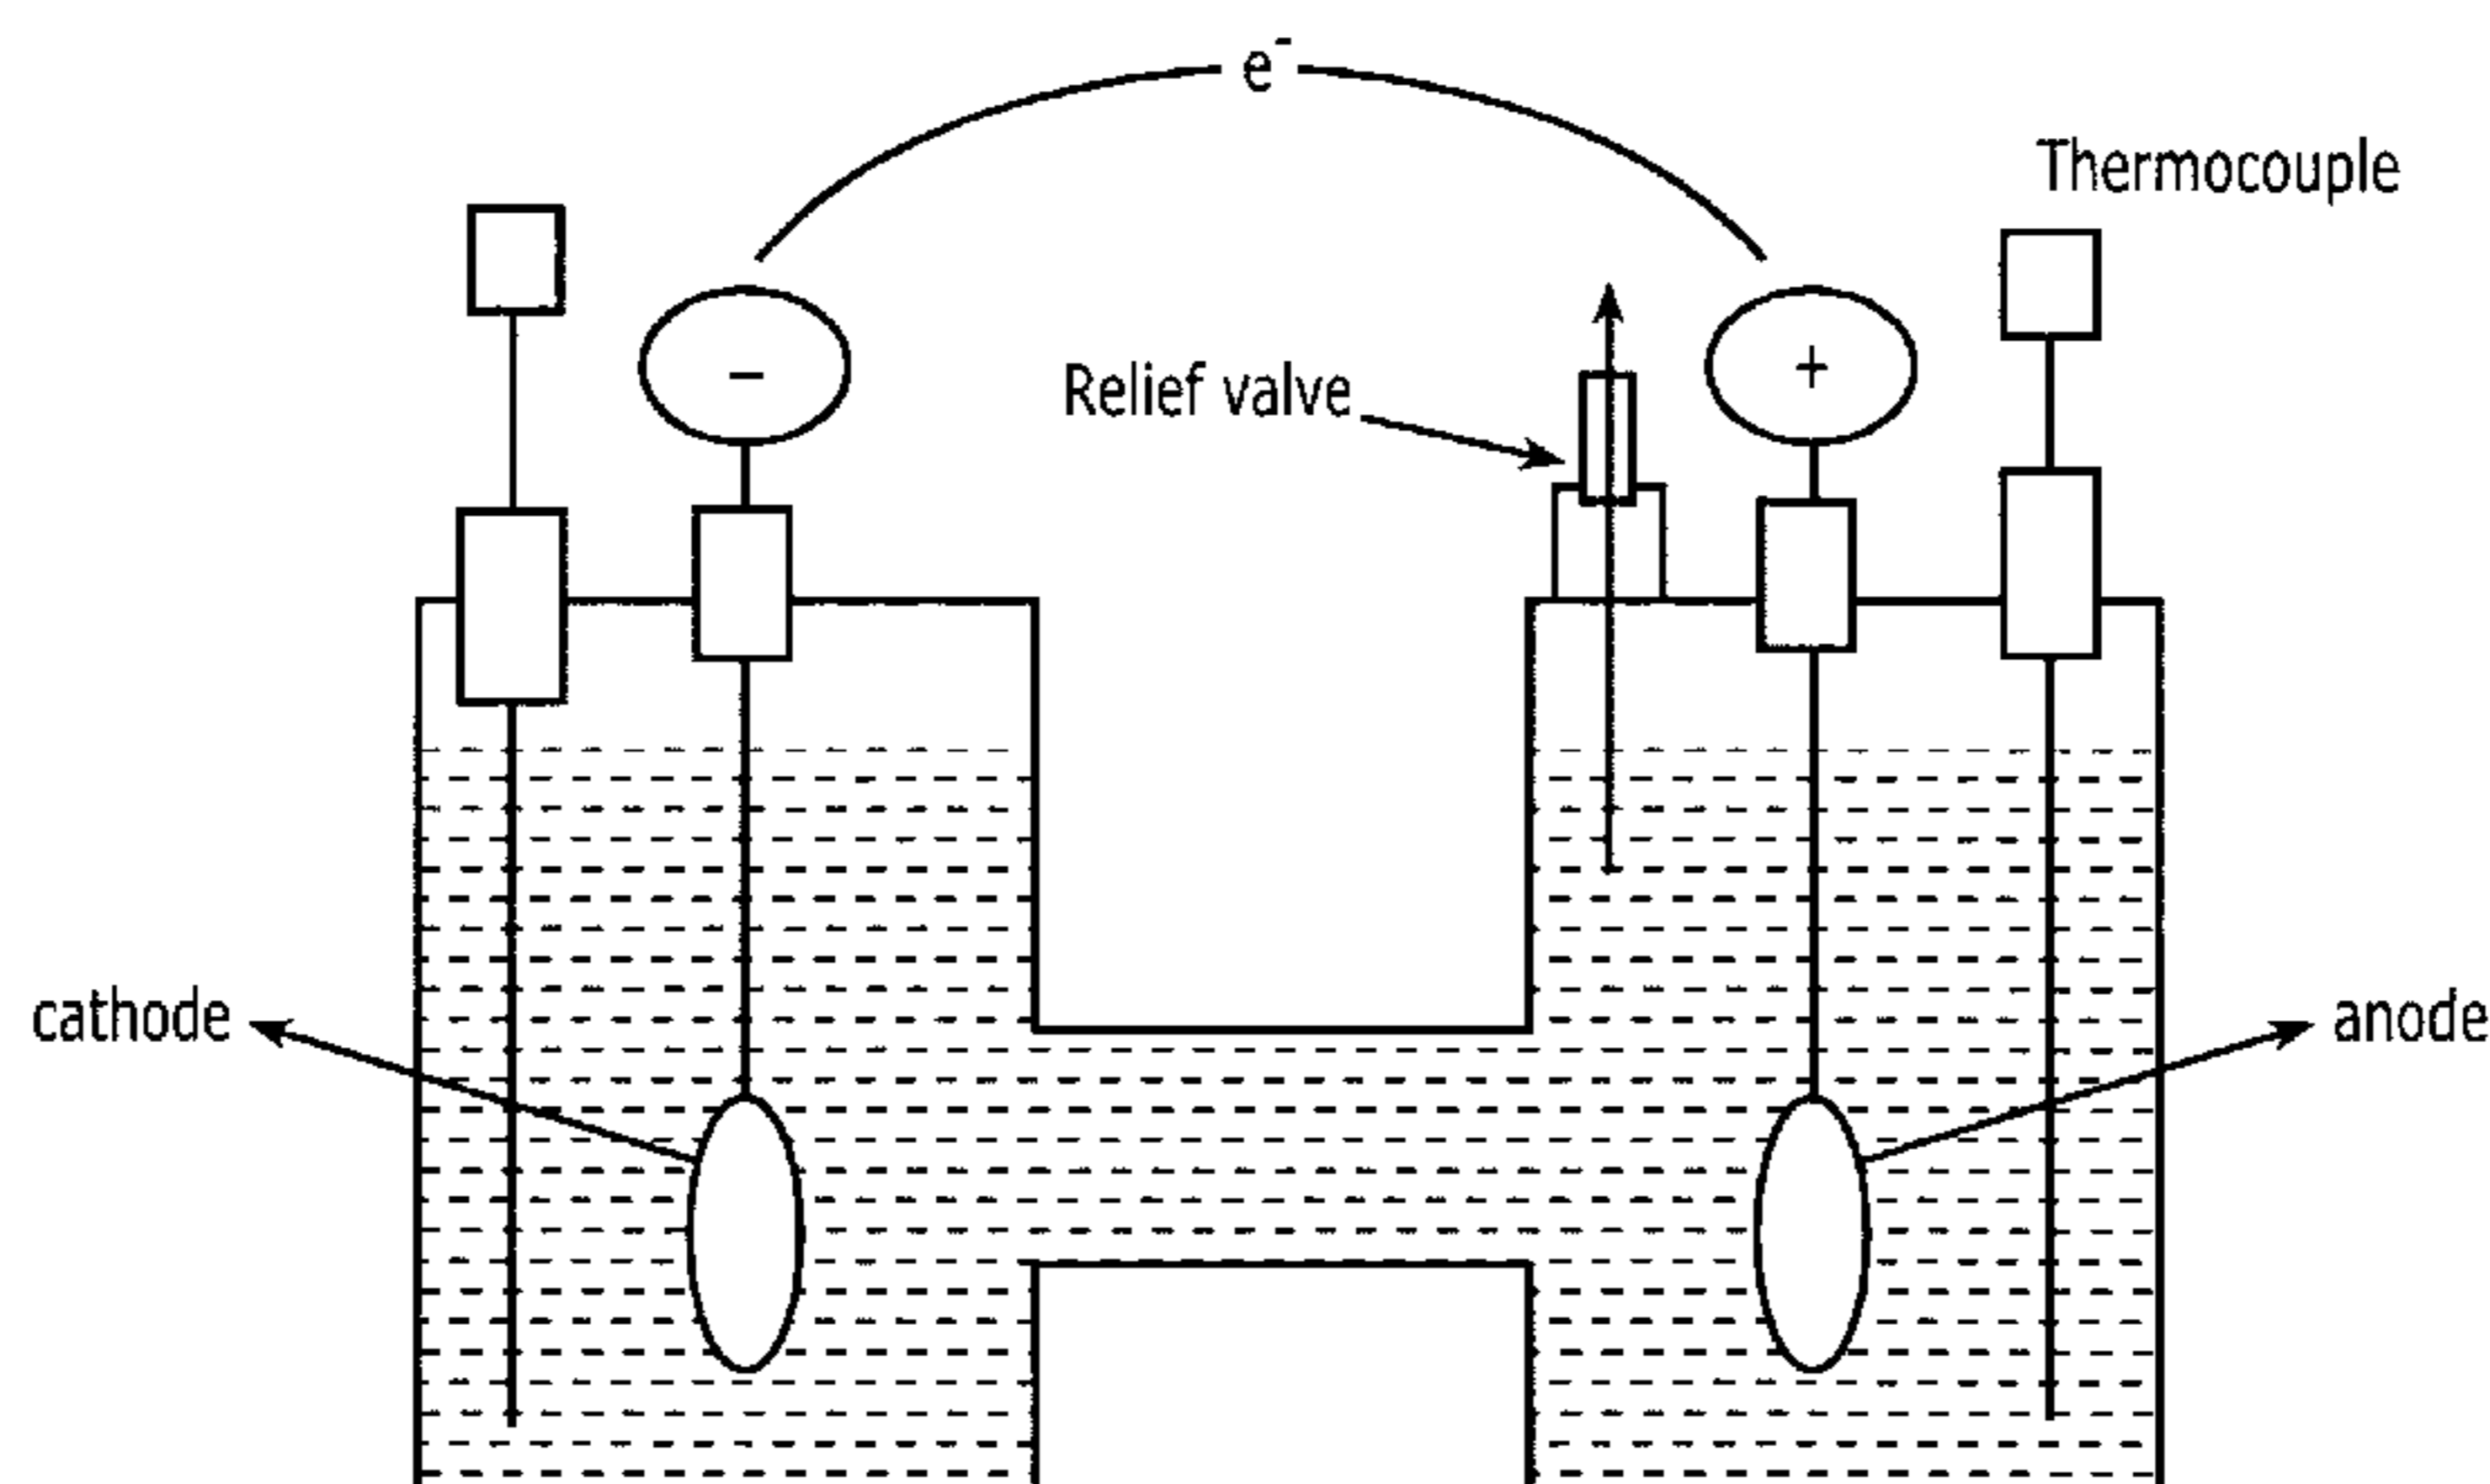 e-
Thermocouple
-
+
Relief valve
cathode
anode